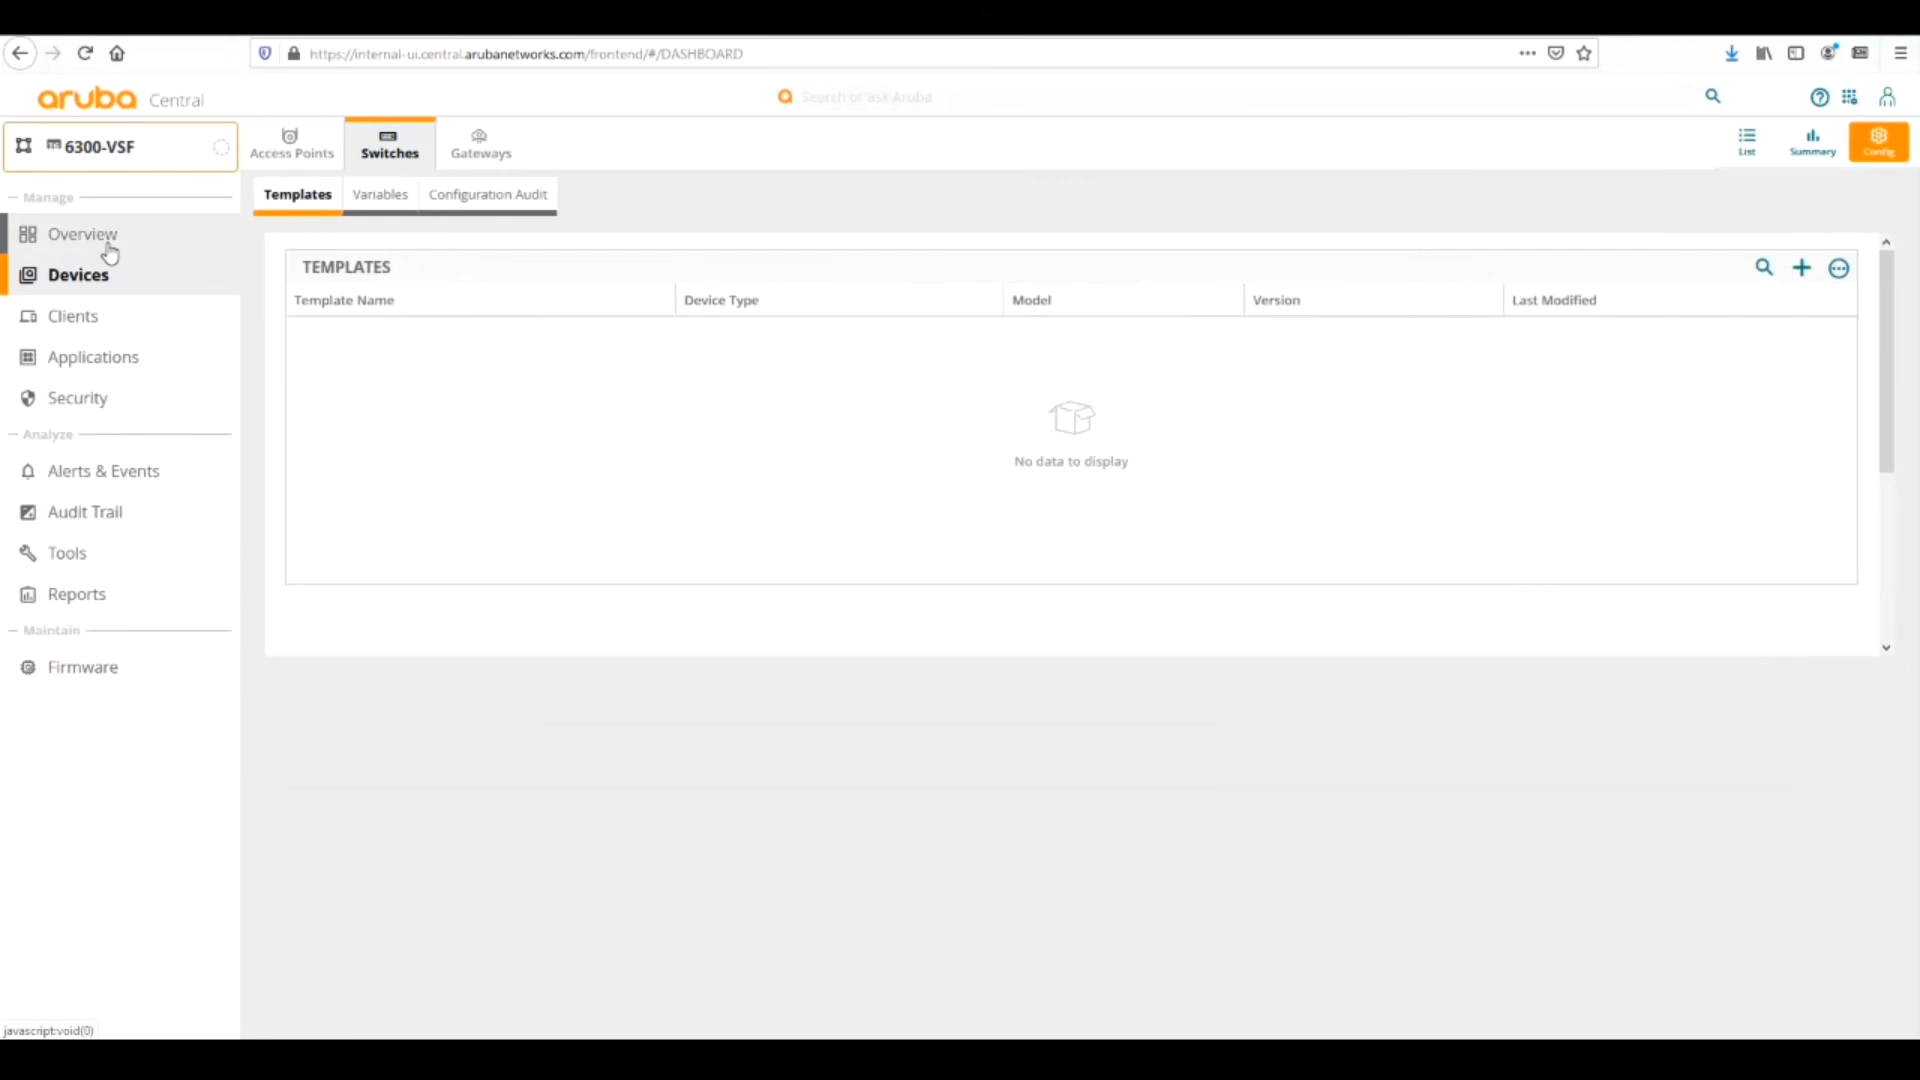 https://internal-ui.central.arubanetworks.com/frontend/#/DASHBOARD
aruba Central
Search or ask Aruba
6300-VSF
Access Points
Switches
Gateways
List
Summary
Config
Manage
Templates
Variables
Configuration Audit
Overview
Devices
Clients
Applications
Security
Analyze
Alerts & Events
Audit Trail
Tools
Reports
Maintain
Firmware
TEMPLATES
Template Name
Device Type
Model
Version
Last Modified
No data to display
javascript:void(0)